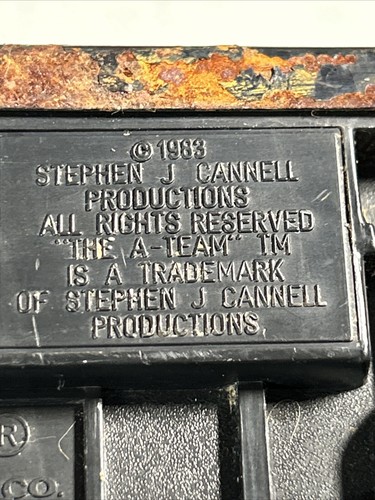 © 1983
STEPHEN J CANNELL
PRODUCTIONS
ALL RIGHTS RESERVED
"THE A-TEAM" TM
IS A TRADEMARK
OF STEPHEN J CANNELL
PRODUCTIONS.
®
CO.